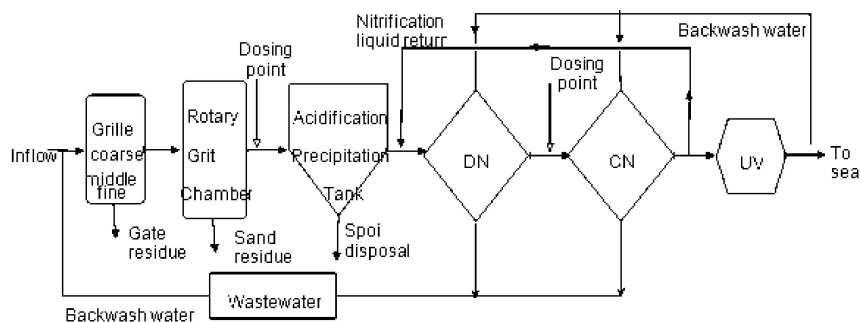 Nitrification
liquid returr
Backwash water
Dosing
point
Dosing
point
Inflow
Grille
coarse
middle
fine
Rotary
Grit
Chamber
Acidification
Precipitation
Tank
DN
CN
UV
To
sea
Gate
residue
Sand
residue
Spoi
disposal
Wastewater
Backwash water